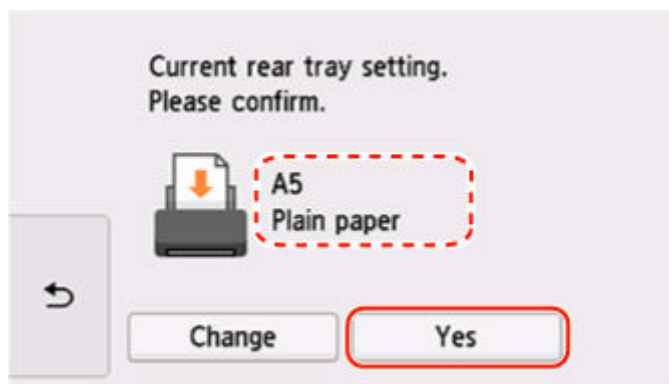 Current rear tray setting.
Please confirm.
A5
Plain paper
Change
Yes